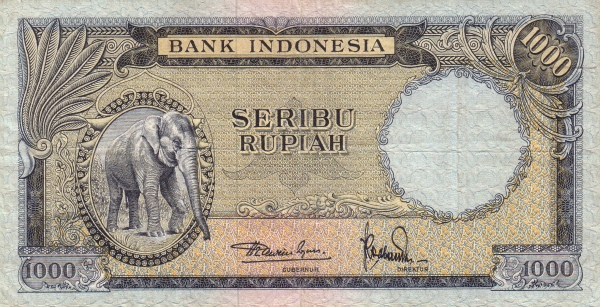 1000
BANK INDONESIA
SERIBU
RUPIAH
GUBERNUR
DIREKTUR
1000
1000